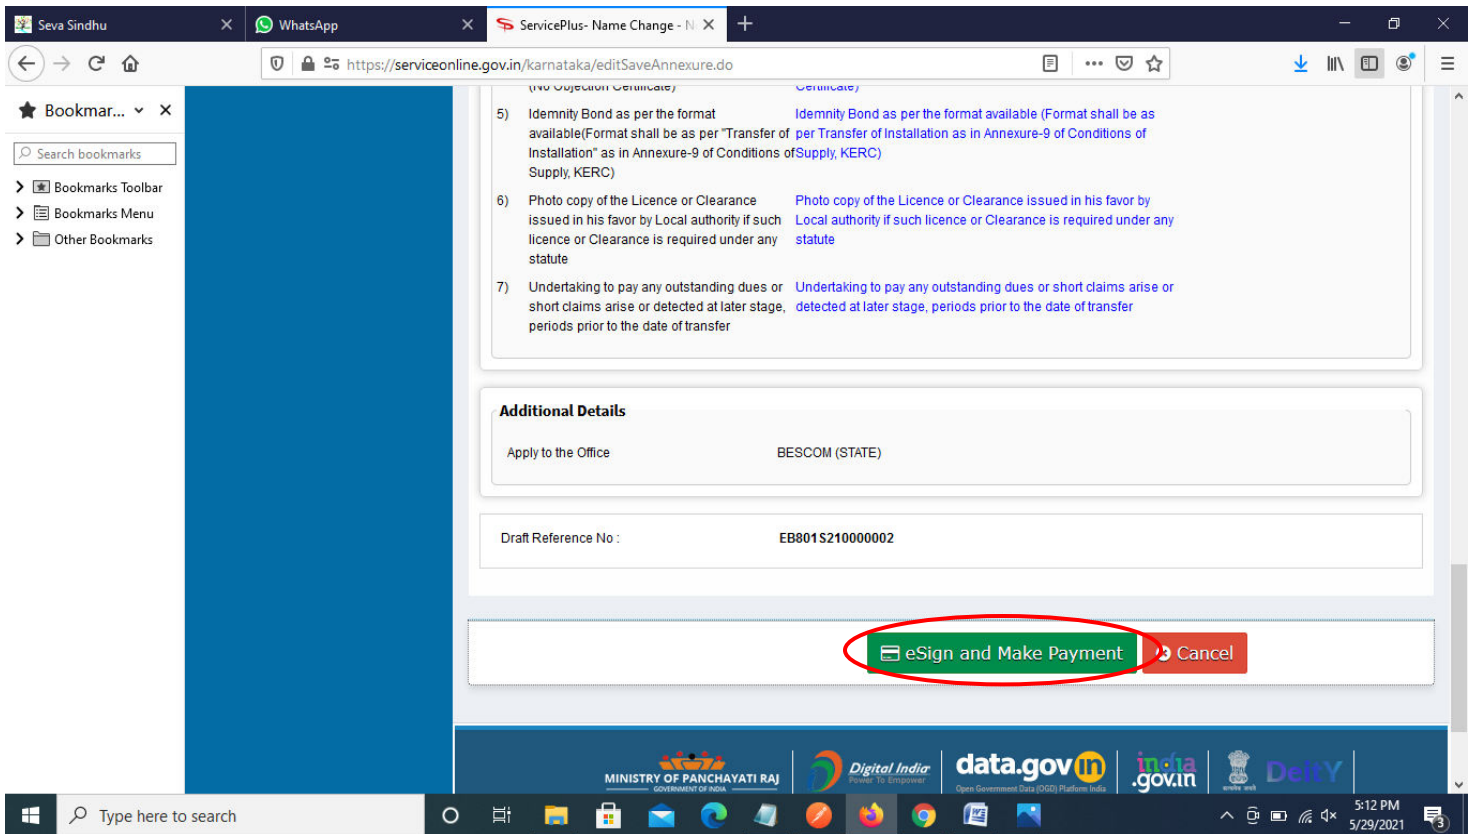 Seva Sindhu
WhatsApp
ServicePlus- Name Change - N
https://serviceonline.gov.in/karnataka/editSaveAnnexure.do
Bookmar...
Search bookmarks
Bookmarks Toolbar
Bookmarks Menu
Other Bookmarks
(No Objection Certificate)
Certificate)
5) Idemnity Bond as per the format
available(Format shall be as per "Transfer of
Installation" as in Annexure-9 of Conditions of
Supply, KERC)
Idemnity Bond as per the format available (Format shall be as
per Transfer of Installation as in Annexure-9 of Conditions of
Supply, KERC)
6) Photo copy of the Licence or Clearance
issued in his favor by Local authority if such
licence or Clearance is required under any
statute
Photo copy of the Licence or Clearance issued in his favor by
Local authority if such licence or Clearance is required under any
statute
7) Undertaking to pay any outstanding dues or
short claims arise or detected at later stage,
periods prior to the date of transfer
Undertaking to pay any outstanding dues or short claims arise or
detected at later stage, periods prior to the date of transfer
Additional Details
Apply to the Office BESCOM (STATE)
Draft Reference No : EB801S210000002
eSign and Make Payment
Cancel
MINISTRY OF PANCHAYATI RAJ
GOVERNMENT OF INDIA
Digital India
Power To Empower
data.gov in
Open Government Data (OGD) Platform India
india
.gov.in
DeitY
Type here to search
5:12 PM
5/29/2021
3